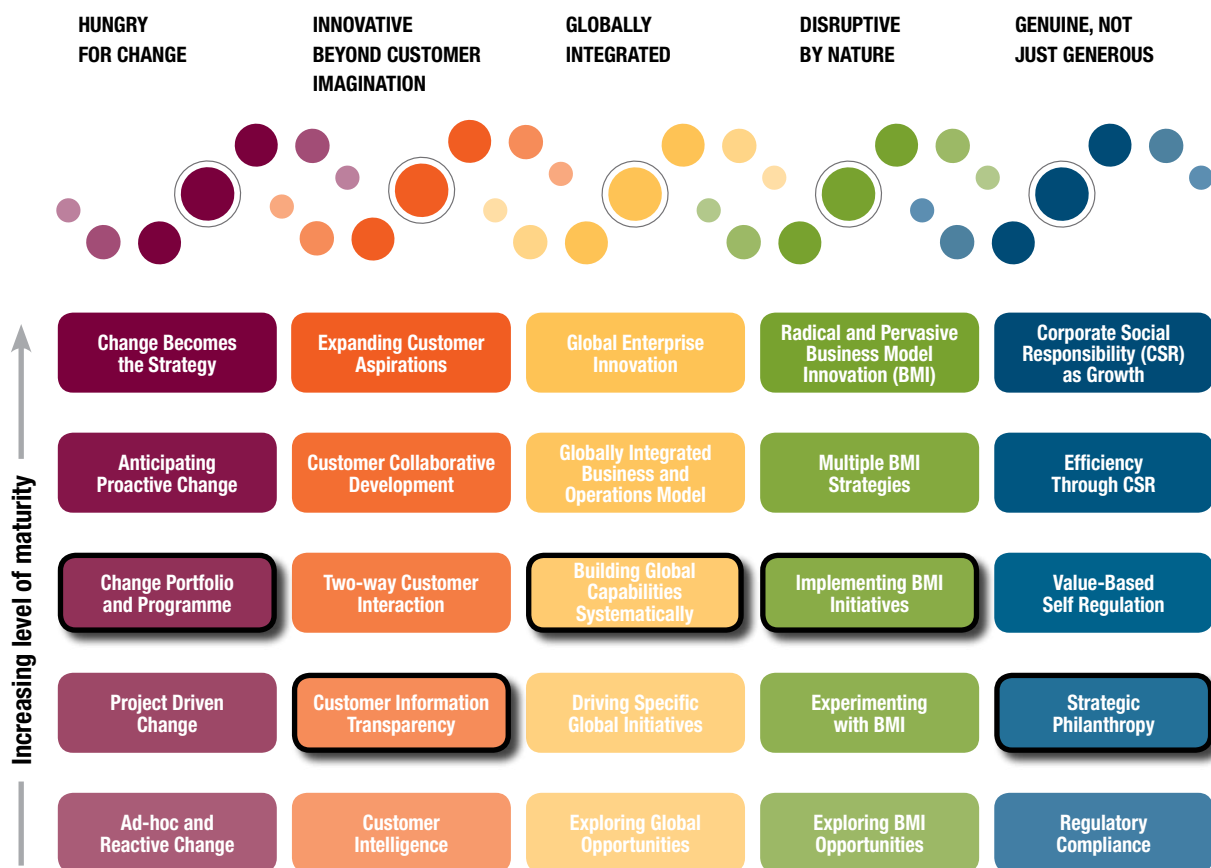 HUNGRY
FOR CHANGE
INNOVATIVE
BEYOND CUSTOMER
IMAGINATION
GLOBALLY
INTEGRATED
DISRUPTIVE
BY NATURE
GENUINE, NOT
JUST GENEROUS
Increasing level of maturity
Change Becomes
the Strategy
Expanding Customer
Aspirations
Global Enterprise
Innovation
Radical and Pervasive
Business Model
Innovation (BMI)
Corporate Social
Responsibility (CSR)
as Growth
Anticipating
Proactive Change
Customer Collaborative
Development
Globally Integrated
Business and
Operations Model
Multiple BMI
Strategies
Efficiency
Through CSR
Change Portfolio
and Programme
Two-way Customer
Interaction
Building Global
Capabilities
Systematically
Implementing BMI
Initiatives
Value-Based
Self Regulation
Project Driven
Change
Customer Information
Transparency
Driving Specific
Global Initiatives
Experimenting
with BMI
Strategic
Philanthropy
Ad-hoc and
Reactive Change
Customer
Intelligence
Exploring Global
Opportunities
Exploring BMI
Opportunities
Regulatory
Compliance